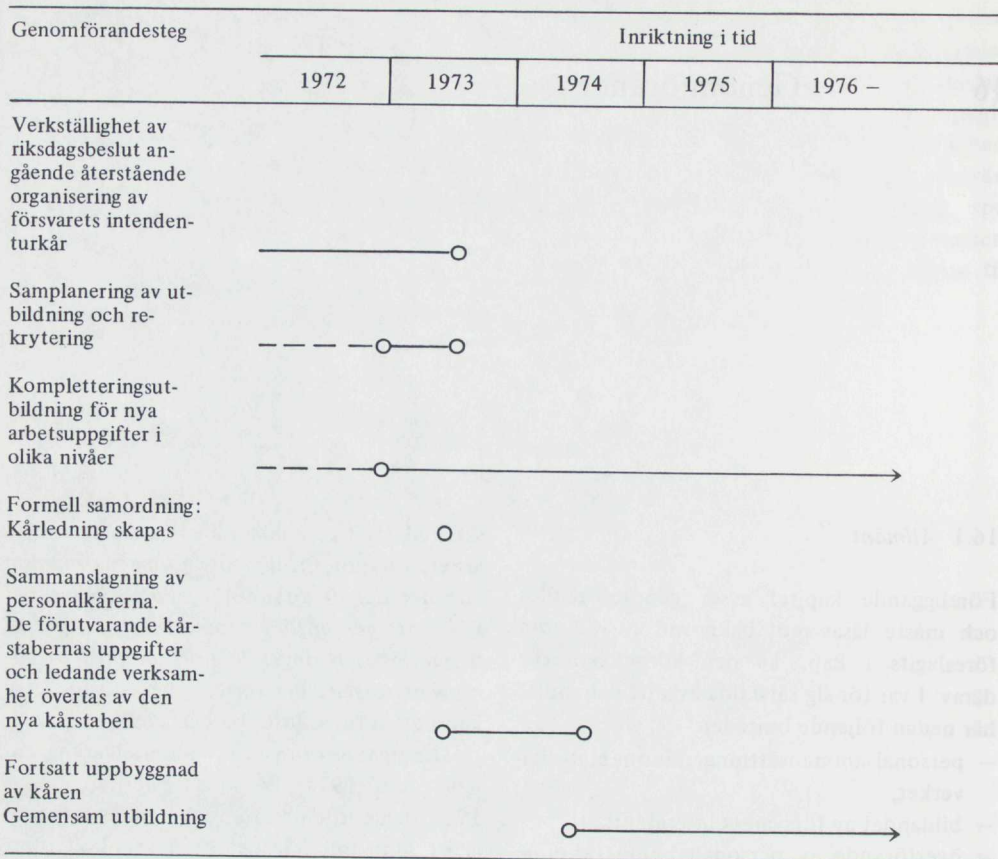 Genomförandesteg
Inriktning i tid
1972
1973
1974
1975
1976 –
Verkställighet av
riksdagsbeslut an-
gående återstående
organisering av
försvarets intenden-
turkår
Samplanering av ut-
bildning och re-
krytering
Kompletteringsut-
bildning för nya
arbetsuppgifter i
olika nivåer
Formell samordning:
Kårledning skapas
Sammanslagning av
personalkårerna.
De förutvarande kår-
stabernas uppgifter
och ledande verksam-
het övertas av den
nya kårstaben
Fortsatt uppbyggnad
av kåren
Gemensam utbildning